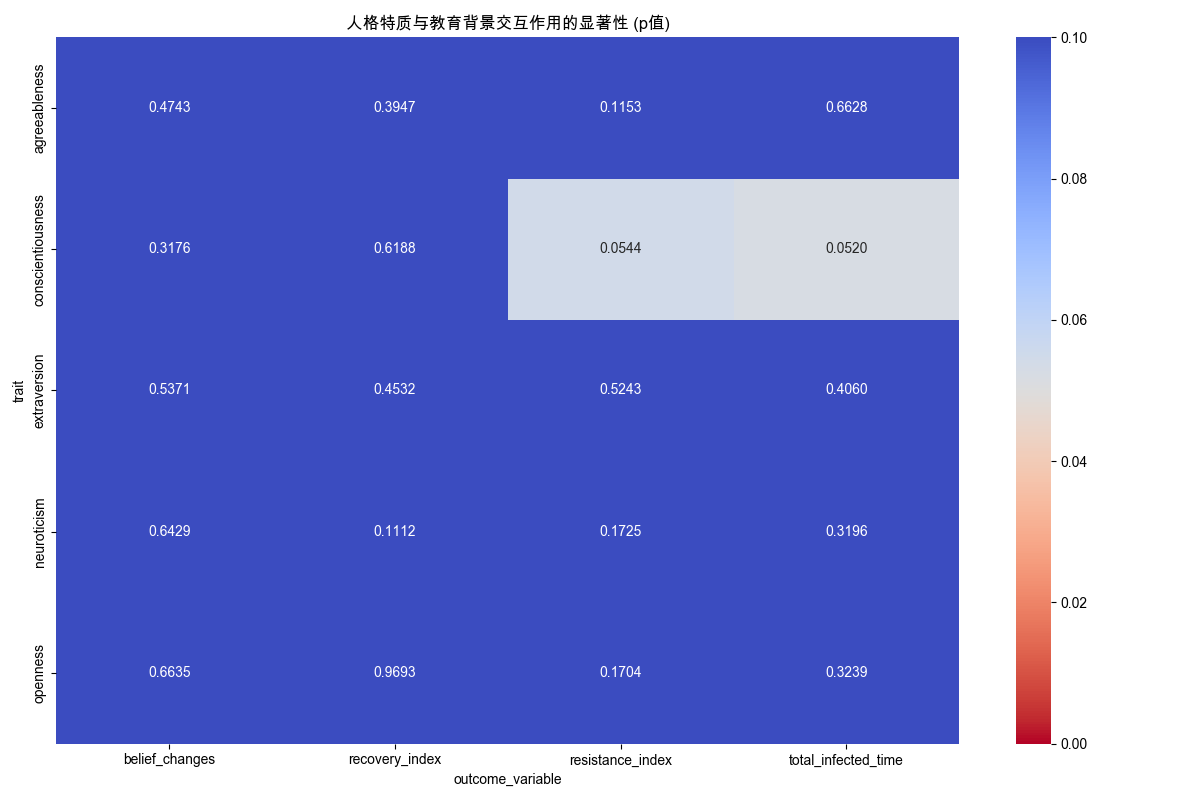 人格特质与教育背景交互作用的显著性 (p值)
trait
agreeableness
0.4743 0.3947 0.1153 0.6628
conscientiousness
0.3176 0.6188 0.0544 0.0520
extraversion
0.5371 0.4532 0.5243 0.4060
neuroticism
0.6429 0.1112 0.1725 0.3196
openness
0.6635 0.9693 0.1704 0.3239
belief_changes recovery_index resistance_index total_infected_time
outcome_variable
0.10
0.08
0.06
0.04
0.02
0.00